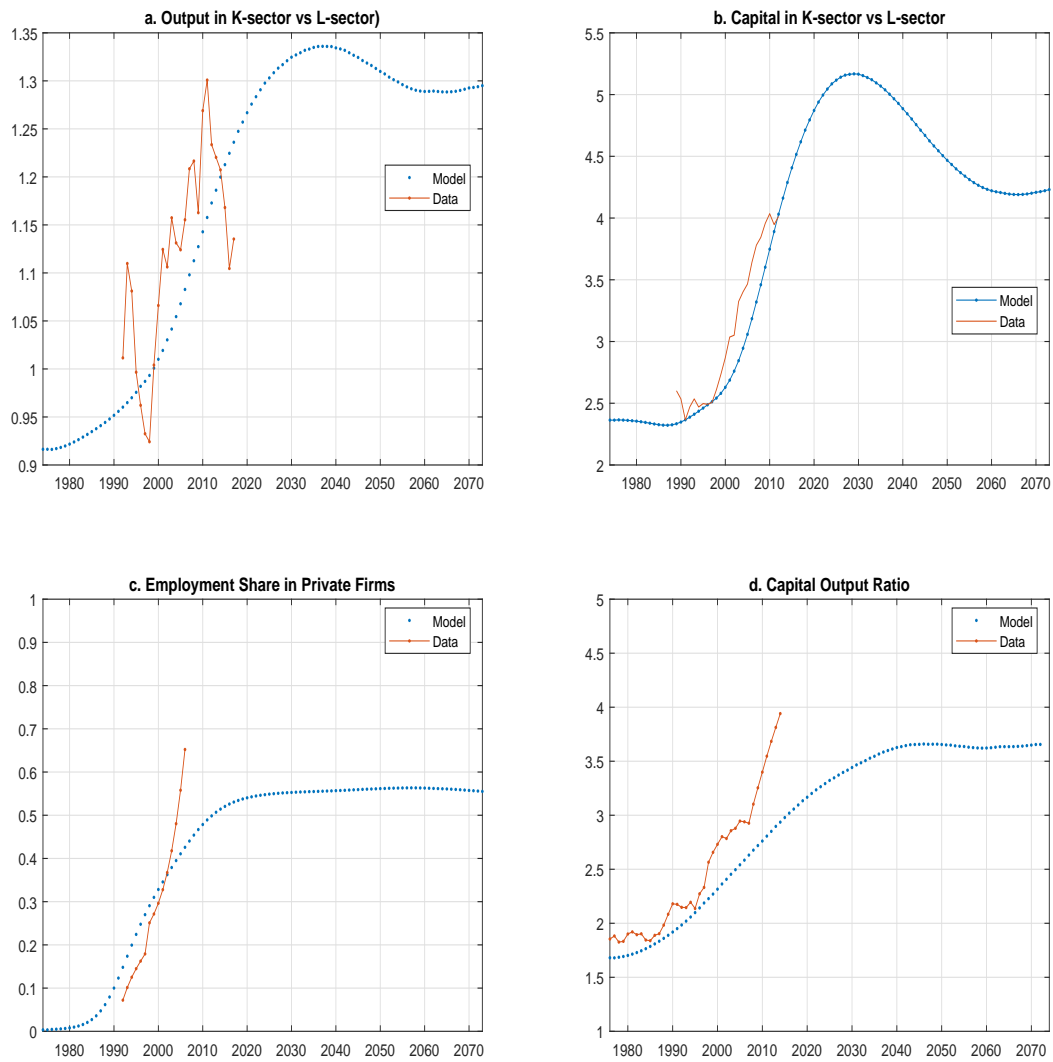 a. Output in K-sector vs L-sector)
1.35
1.3
1.25
1.2
1.15
1.1
1.05
1
0.95
0.9
Model
Data
1980 1990 2000 2010 2020 2030 2040 2050 2060 2070
b. Capital in K-sector vs L-sector
5.5
5
4.5
4
3.5
3
2.5
2
Model
Data
1980 1990 2000 2010 2020 2030 2040 2050 2060 2070
c. Employment Share in Private Firms
1
0.9
0.8
0.7
0.6
0.5
0.4
0.3
0.2
0.1
0
Model
Data
1980 1990 2000 2010 2020 2030 2040 2050 2060 2070
d. Capital Output Ratio
5
4.5
4
3.5
3
2.5
2
1.5
1
Model
Data
1980 1990 2000 2010 2020 2030 2040 2050 2060 2070